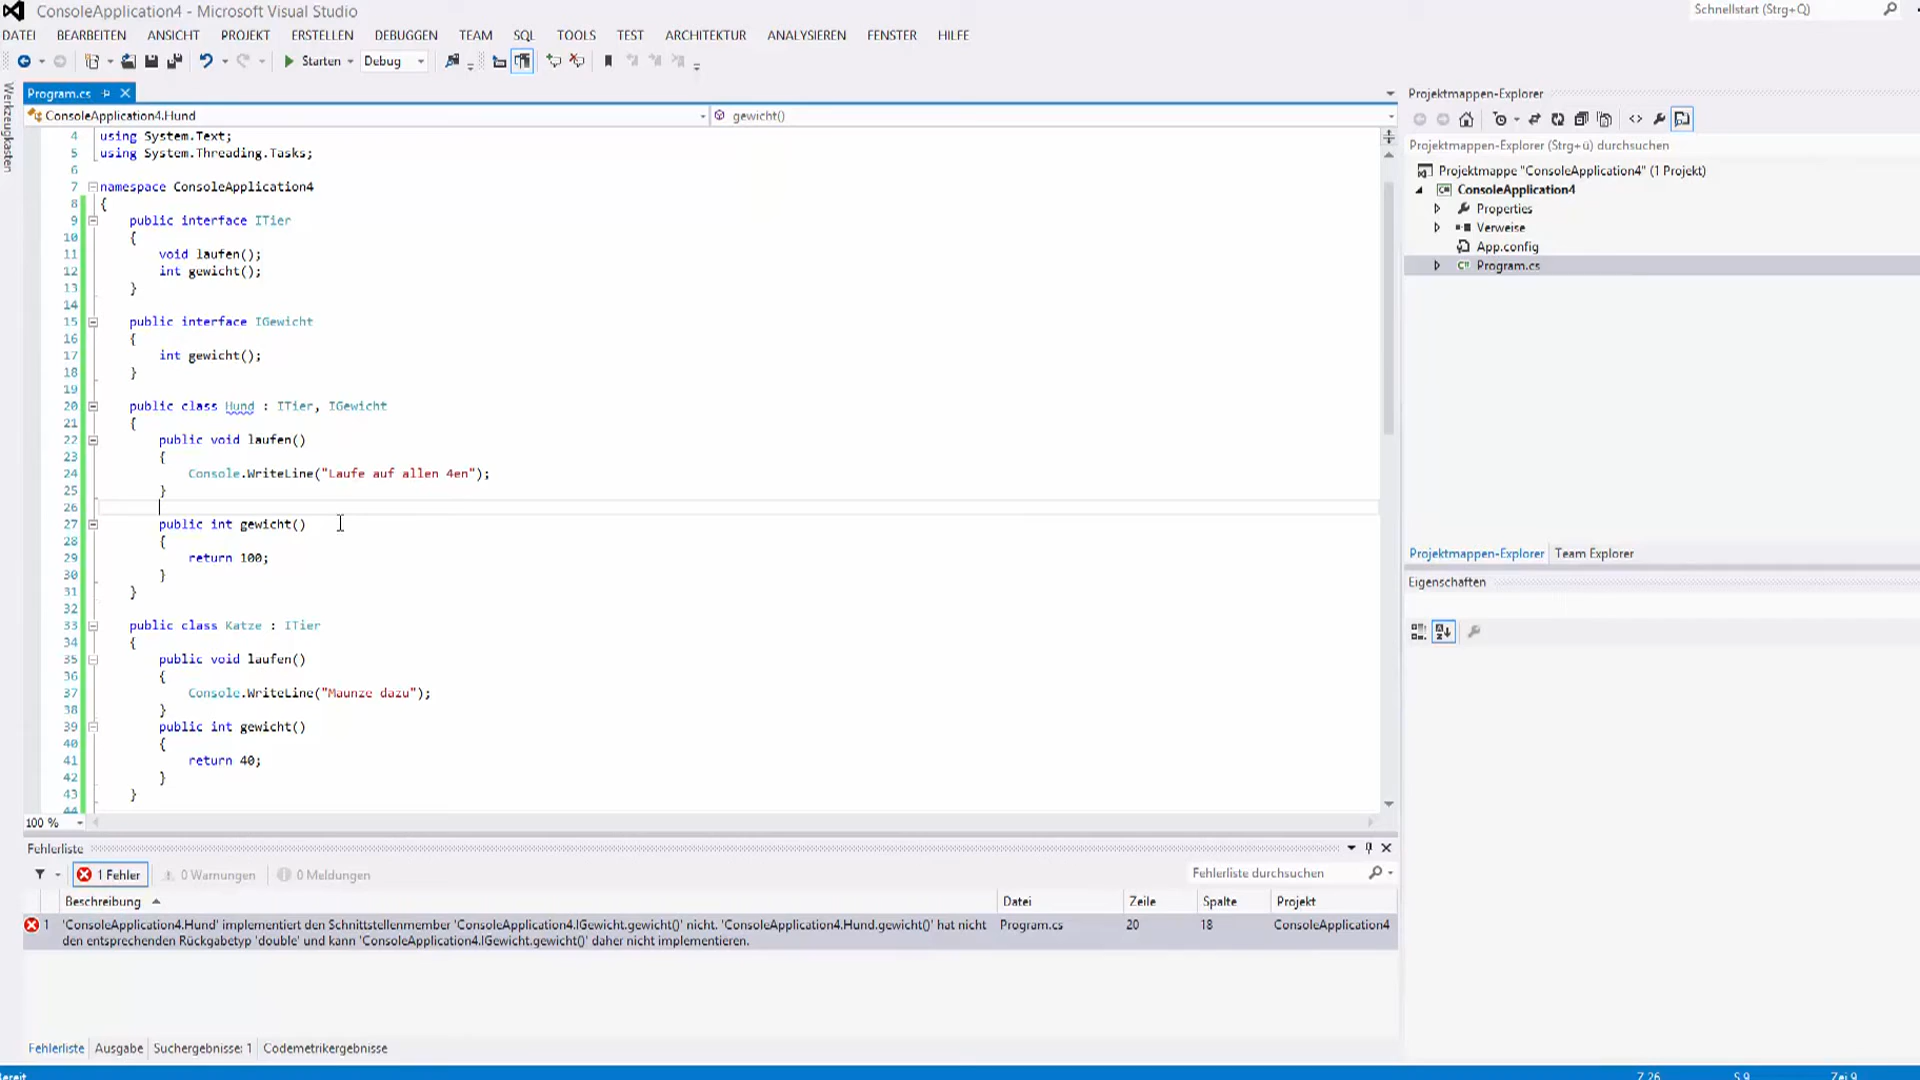 ConsoleApplication4 - Microsoft Visual Studio
Schnellstart (Strg+Q)
DATEI BEARBEITEN ANSICHT PROJEKT ERSTELLEN DEBUGGEN TEAM SQL TOOLS TEST ARCHITEKTUR ANALYSIEREN FENSTER HILFE
Starten Debug
Werkzeugkasten
Program.cs
ConsoleApplication4.Hund gewicht()
4 using System.Text;
5 using System.Threading.Tasks;
6
7 namespace ConsoleApplication4
8 {
9 public interface ITier
10 {
11 void laufen();
12 int gewicht();
13 }
14
15 public interface IGewicht
16 {
17 int gewicht();
18 }
19
20 public class Hund : ITier, IGewicht
21 {
22 public void laufen()
23 {
24 Console.WriteLine("Laufe auf allen 4en");
25 }
26
27 public int gewicht()
28 {
29 return 100;
30 }
31 }
32
33 public class Katze : ITier
34 {
35 public void laufen()
36 {
37 Console.WriteLine("Maunze dazu");
38 }
39 public int gewicht()
40 {
41 return 40;
42 }
43 }
44
100 %
Projektmappen-Explorer
Projektmappen-Explorer (Strg+ü) durchsuchen
Projektmappe "ConsoleApplication4" (1 Projekt)
ConsoleApplication4
Properties
Verweise
App.config
C# Program.cs
Projektmappen-Explorer Team Explorer
Eigenschaften
Fehlerliste
1 Fehler 0 Warnungen 0 Meldungen
Fehlerliste durchsuchen
Beschreibung Datei Zeile Spalte Projekt
1 'ConsoleApplication4.Hund' implementiert den Schnittstellenmember 'ConsoleApplication4.IGewicht.gewicht()' nicht. 'ConsoleApplication4.Hund.gewicht()' hat nicht Program.cs 20 18 ConsoleApplication4
den entsprechenden Rückgabetyp 'double' und kann 'ConsoleApplication4.IGewicht.gewicht()' daher nicht implementieren.
Fehlerliste Ausgabe Suchergebnisse: 1 Codemetrikergebnisse
Z 26 S 9 Zei 9